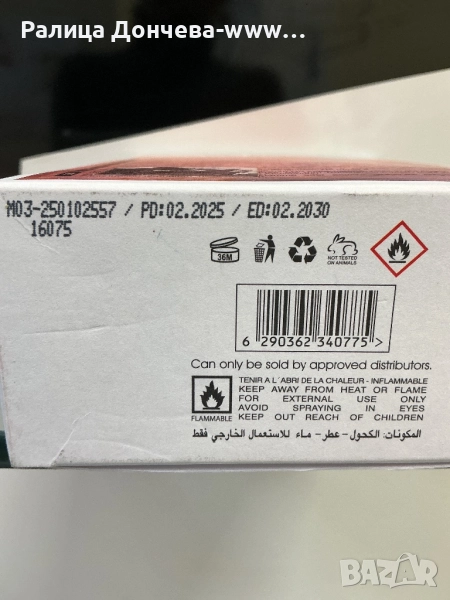 Ралица Дончева-www...
M03-250102557 / PD:02.2025 / ED:02.2030
16075
36M
NOT TESTED
ON ANIMALS
6 290362 340775 >
Can only be sold by approved distributors.
TENIR A L´ABRI DE LA CHALEUR - INFLAMMABLE
KEEP AWAY FROM HEAT OR FLAME
FOR EXTERNAL USE ONLY
AVOID SPRAYING IN EYES
KEEP OUT REACH OF CHILDREN
FLAMMABLE
المكونات: الكحول - عطر - ماء للاستعمال الخارجي فقط
BAZAR